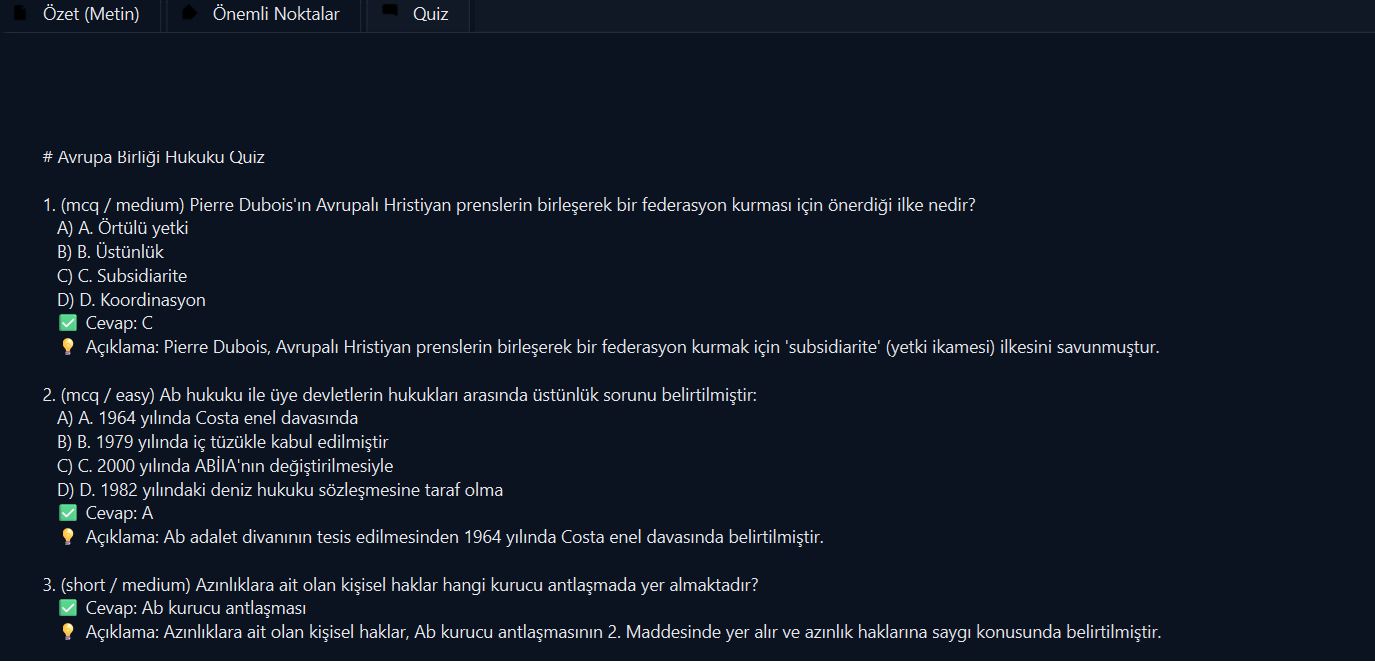 Özet (Metin)
Önemli Noktalar
Quiz
# Avrupa Birliği Hukuku Quiz
1. (mcq / medium) Pierre Dubois'ın Avrupalı Hristiyan prenslerin birleşerek bir federasyon kurması için önerdiği ilke nedir?
A) A. Örtülü yetki
B) B. Üstünlük
C) C. Subsidiarite
D) D. Koordinasyon
✅ Cevap: C
💡 Açıklama: Pierre Dubois, Avrupalı Hristiyan prenslerin birleşerek bir federasyon kurmak için 'subsidiarite' (yetki ikamesi) ilkesini savunmuştur.
2. (mcq / easy) Ab hukuku ile üye devletlerin hukukları arasında üstünlük sorunu belirtilmiştir:
A) A. 1964 yılında Costa enel davasında
B) B. 1979 yılında iç tüzükle kabul edilmiştir
C) C. 2000 yılında ABİIA'nın değiştirilmesiyle
D) D. 1982 yılındaki deniz hukuku sözleşmesine taraf olma
✅ Cevap: A
💡 Açıklama: Ab adalet divanının tesis edilmesinden 1964 yılında Costa enel davasında belirtilmiştir.
3. (short / medium) Azınlıklara ait olan kişisel haklar hangi kurucu antlaşmada yer almaktadır?
✅ Cevap: Ab kurucu antlaşması
💡 Açıklama: Azınlıklara ait olan kişisel haklar, Ab kurucu antlaşmasının 2. Maddesinde yer alır ve azınlık haklarına saygı konusunda belirtilmiştir.